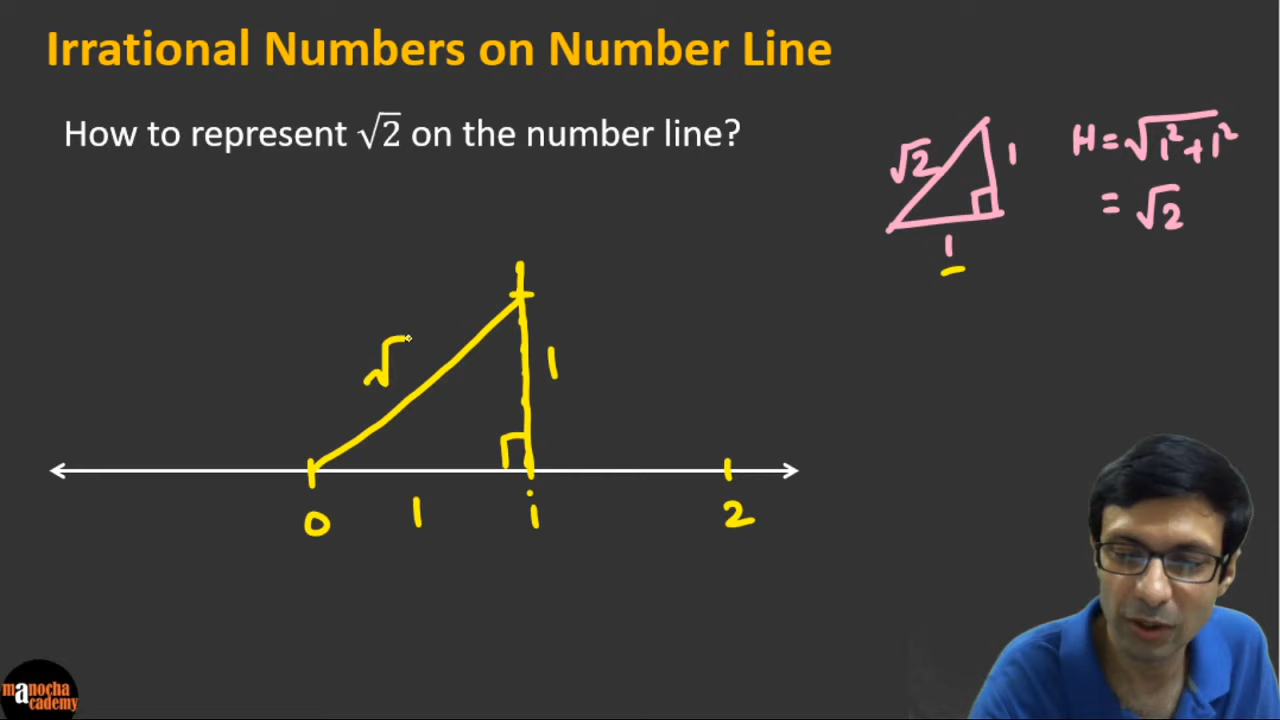 Irrational Numbers on Number Line
How to represent √2 on the number line?
√2 1
1
H = √1²+1²
= √2
√
1
0 1 1 2
manocha
academy